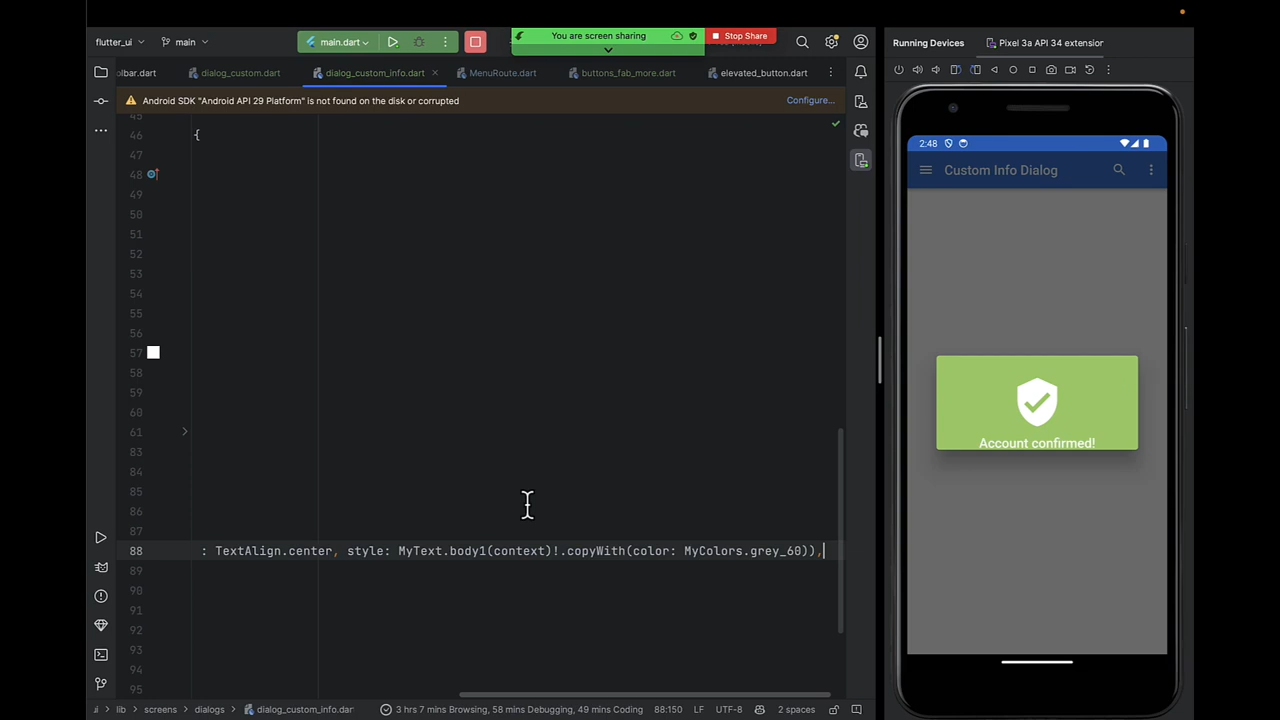 You are screen sharing
Stop Share
flutter_ui
main
main.dart
Running Devices
Pixel 3a API 34 extension
olbar.dart
dialog_custom.dart
dialog_custom_info.dart
MenuRoute.dart
buttons_fab_more.dart
elevated_button.dart
Android SDK "Android API 29 Platform" is not found on the disk or corrupted
Configure...
45
46 {
47
48
49
50
51
52
53
54
55
56
57
58
59
60
61
83
84
85
86
87
88 : TextAlign.center, style: MyText.body1(context)!.copyWith(color: MyColors.grey_60)),
89
90
91
92
93
94
95
2:48
Custom Info Dialog
Account confirmed!
ui > lib > screens > dialogs > dialog_custom_info.dart
3 hrs 7 mins Browsing, 58 mins Debugging, 49 mins Coding
88:150
LF
UTF-8
2 spaces